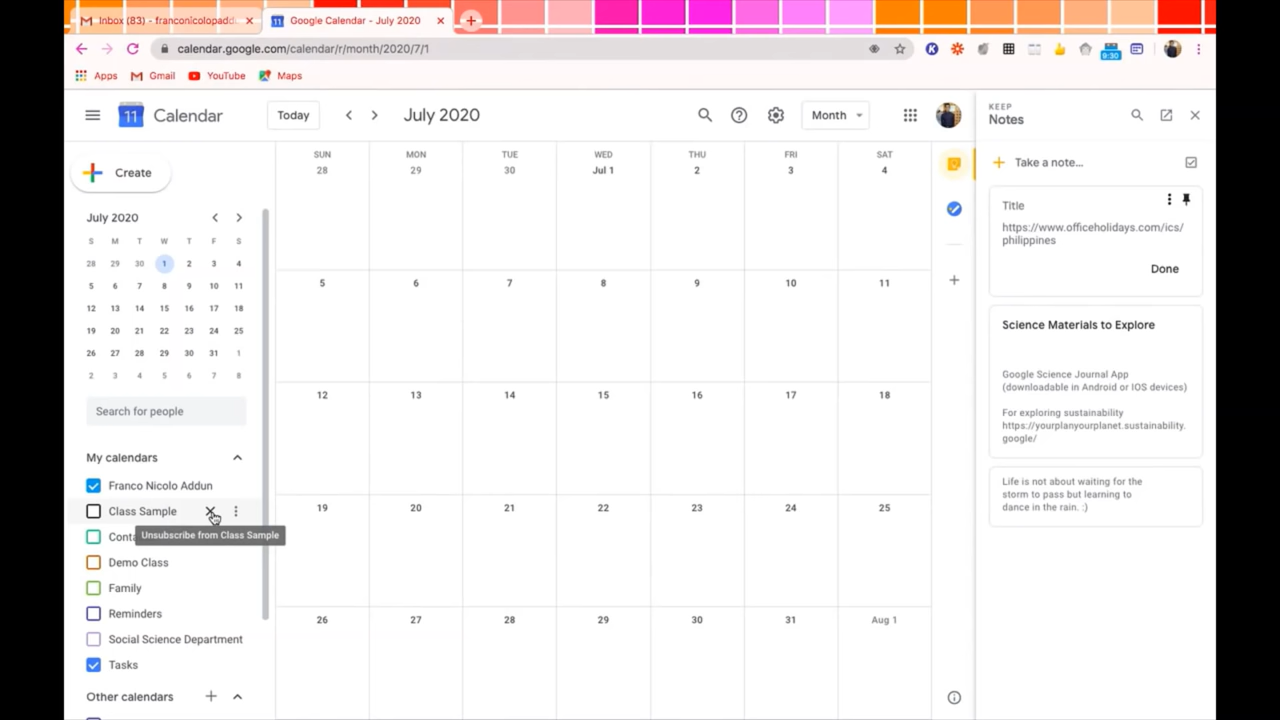 Inbox (83) - franconicolopadd
Google Calendar - July 2020
calendar.google.com/calendar/r/month/2020/7/1
9:30
Apps
Gmail
YouTube
Maps
11
Calendar
Today
July 2020
Month
KEEP
Notes
Create
July 2020
S M T W T F S
28 29 30 1 2 3 4
5 6 7 8 9 10 11
12 13 14 15 16 17 18
19 20 21 22 23 24 25
26 27 28 29 30 31 1
2 3 4 5 6 7 8
Search for people
My calendars
Franco Nicolo Addun
Class Sample
Unsubscribe from Class Sample
Conta
Demo Class
Family
Reminders
Social Science Department
Tasks
Other calendars
SUN MON TUE WED THU FRI SAT
28 29 30 Jul 1 2 3 4
5 6 7 8 9 10 11
12 13 14 15 16 17 18
19 20 21 22 23 24 25
26 27 28 29 30 31 Aug 1
Take a note...
Title
https://www.officeholidays.com/ics/
philippines
Done
Science Materials to Explore
Google Science Journal App
(downloadable in Android or IOS devices)
For exploring sustainability
https://yourplanyourplanet.sustainability.
google/
Life is not about waiting for the
storm to pass but learning to
dance in the rain. :)